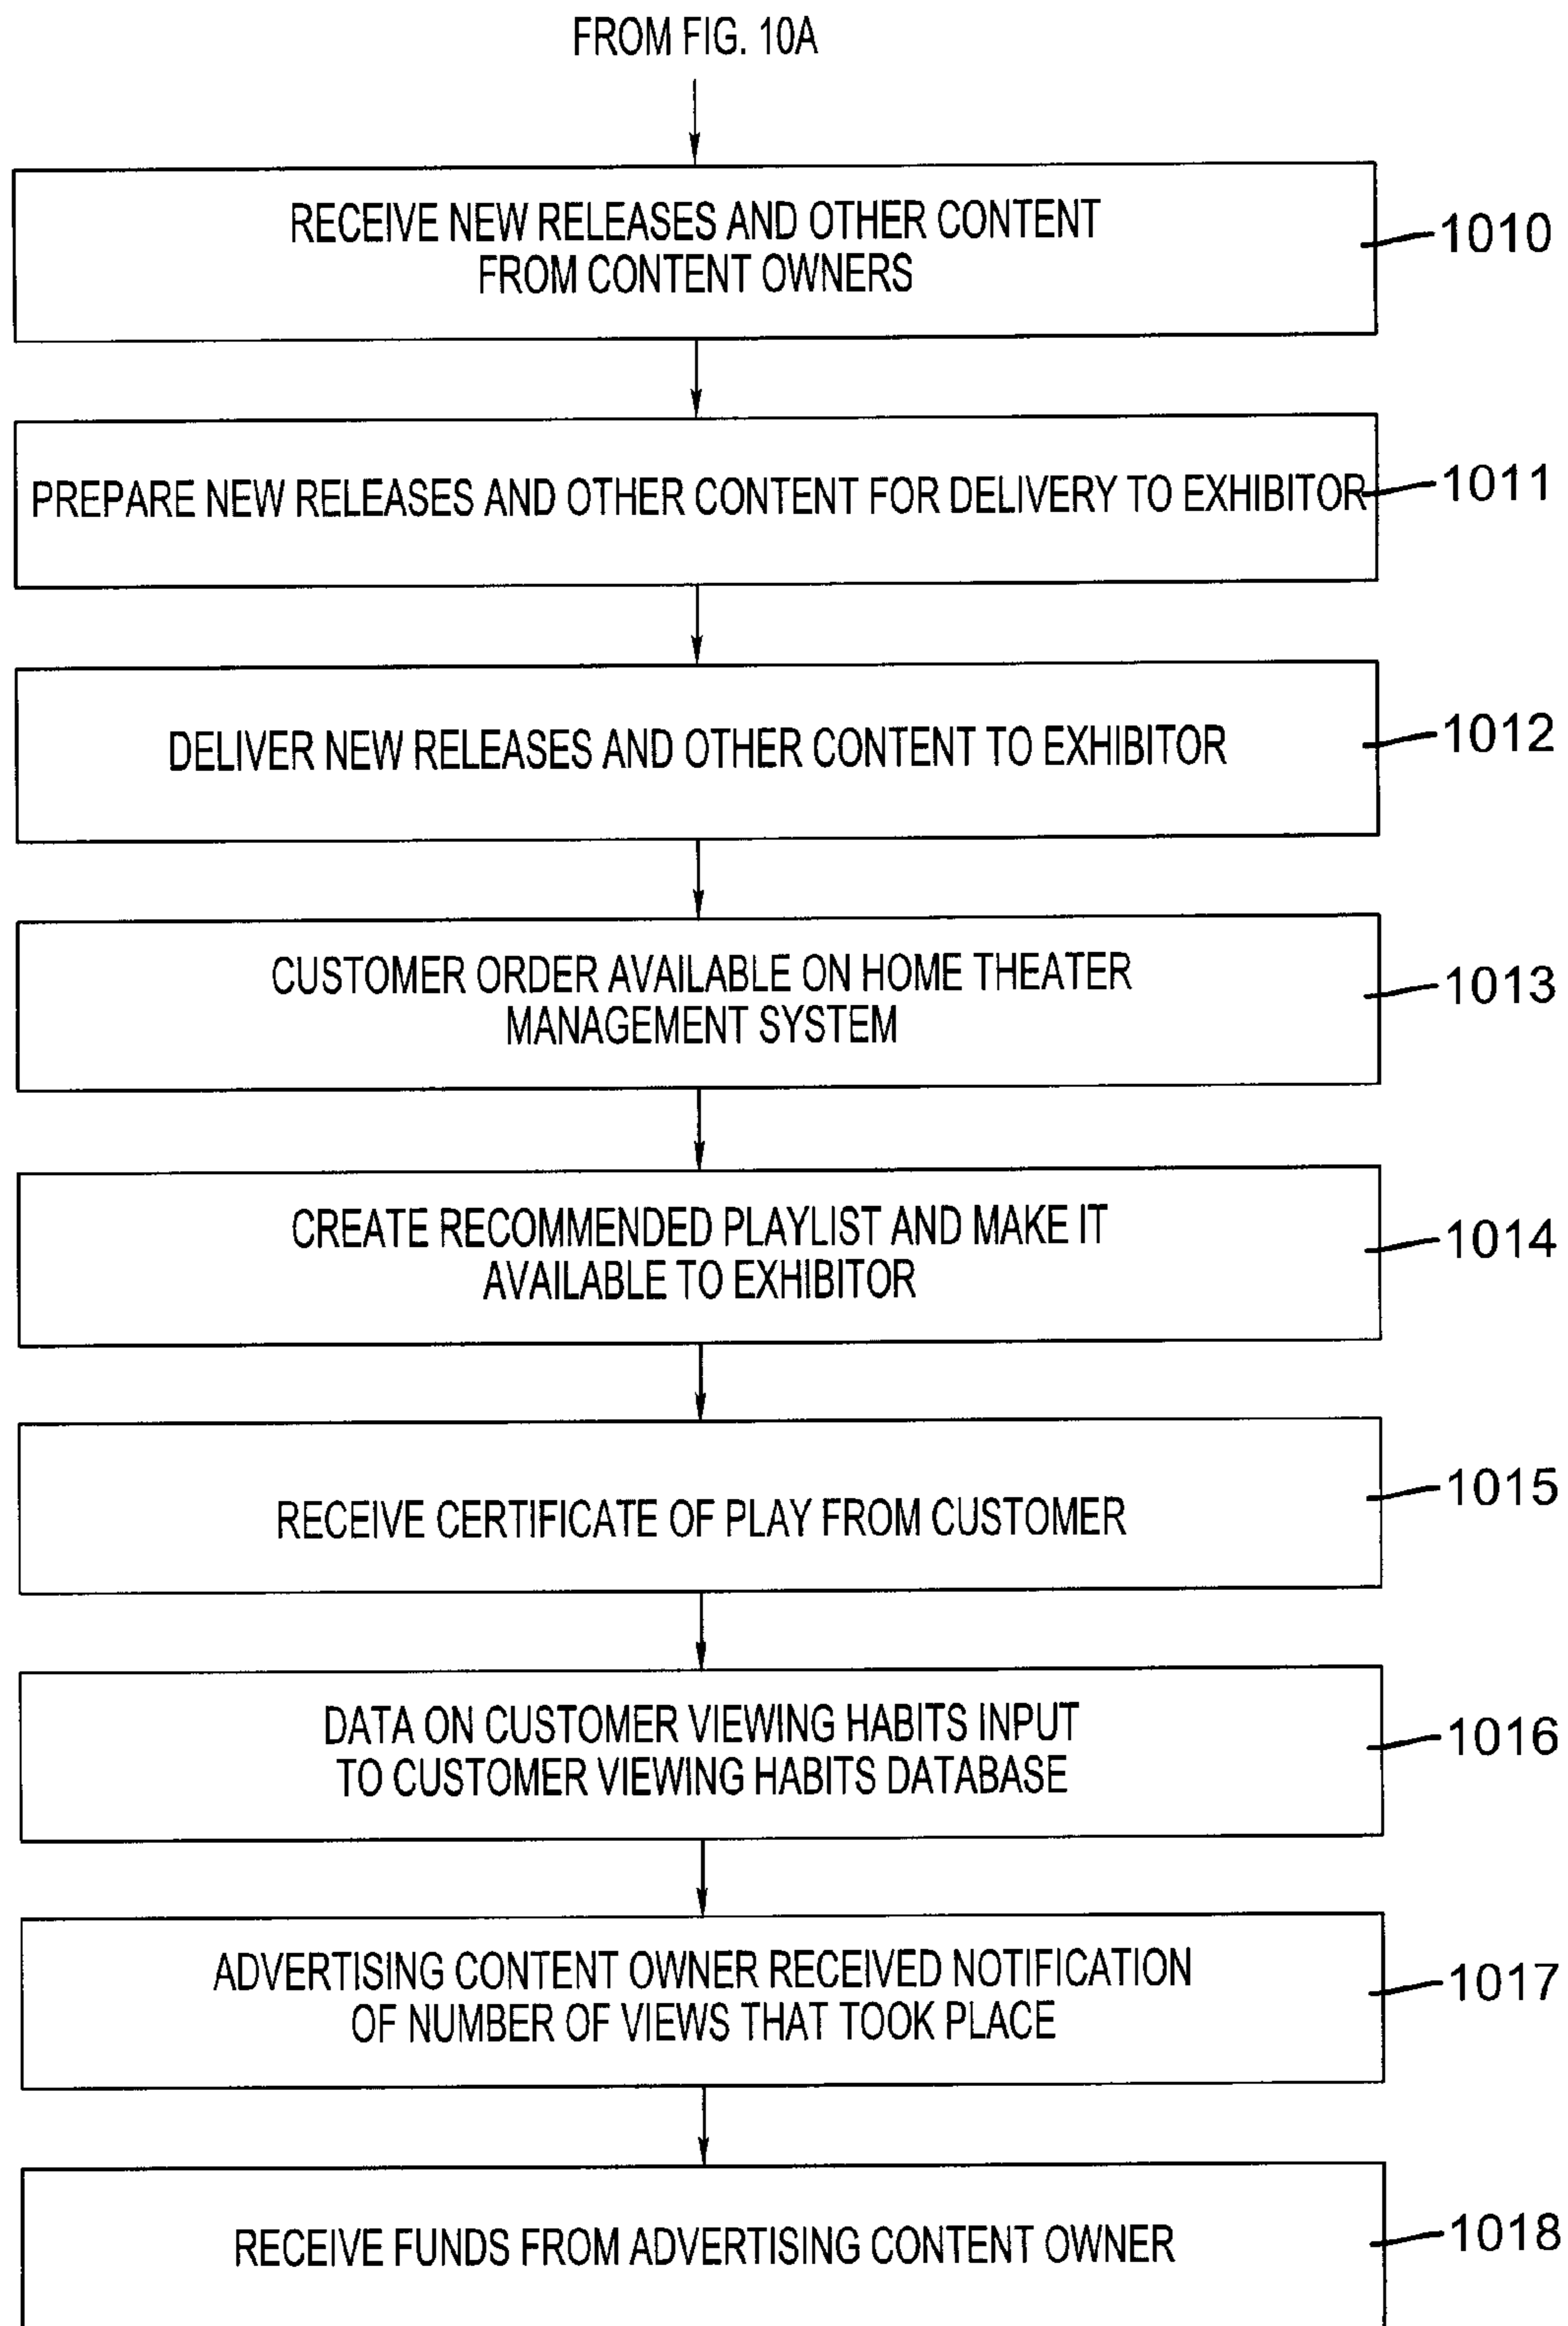 FROM FIG. 10A
RECEIVE NEW RELEASES AND OTHER CONTENT
FROM CONTENT OWNERS
1010
PREPARE NEW RELEASES AND OTHER CONTENT FOR DELIVERY TO EXHIBITOR
1011
DELIVER NEW RELEASES AND OTHER CONTENT TO EXHIBITOR
1012
CUSTOMER ORDER AVAILABLE ON HOME THEATER
MANAGEMENT SYSTEM
1013
CREATE RECOMMENDED PLAYLIST AND MAKE IT
AVAILABLE TO EXHIBITOR
1014
RECEIVE CERTIFICATE OF PLAY FROM CUSTOMER
1015
DATA ON CUSTOMER VIEWING HABITS INPUT
TO CUSTOMER VIEWING HABITS DATABASE
1016
ADVERTISING CONTENT OWNER RECEIVED NOTIFICATION
OF NUMBER OF VIEWS THAT TOOK PLACE
1017
RECEIVE FUNDS FROM ADVERTISING CONTENT OWNER
1018